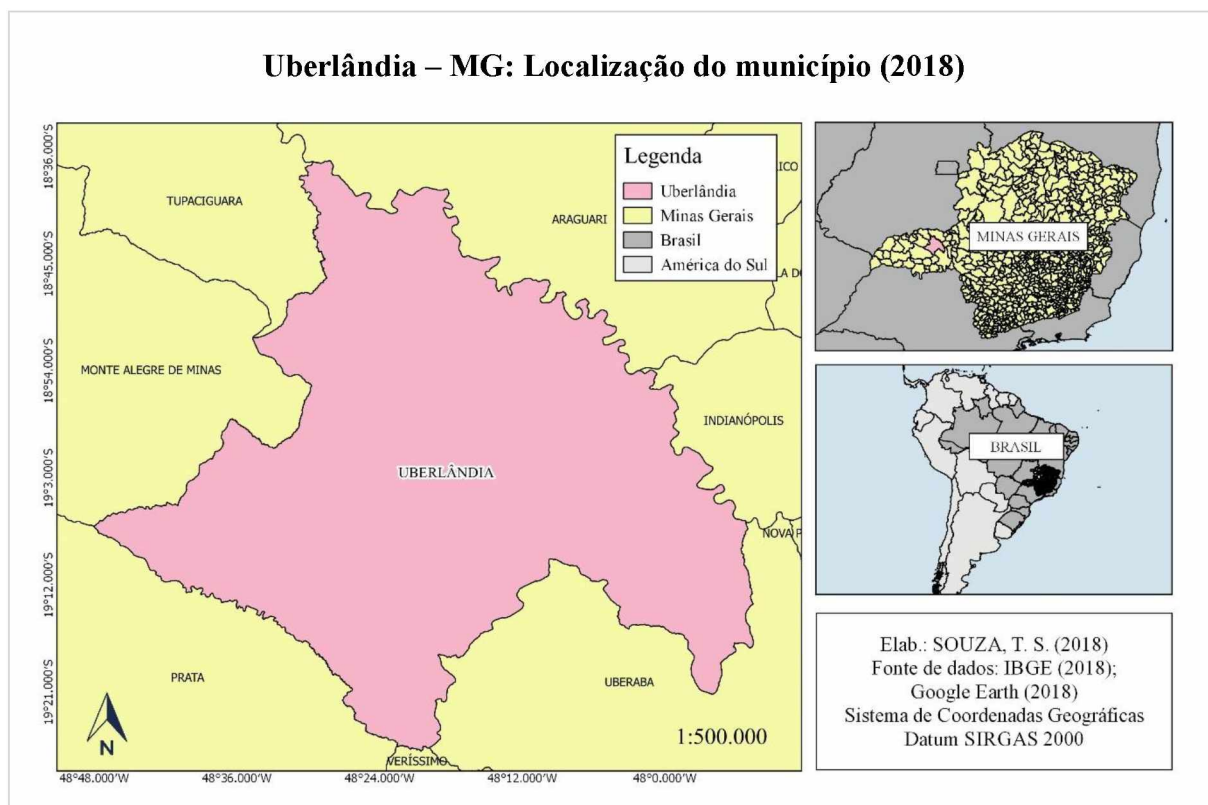 Uberlândia – MG: Localização do município (2018)
18°36.000'S
18°45.000'S
18°54.000'S
19°3.000'S
19°12.000'S
19°21.000'S
TUPACIGUARA
ARAGUARI
MONTE ALEGRE DE MINAS
INDIANÓPOLIS
UBERLÂNDIA
PRATA
UBERABA
VERÍSSIMO
1:500.000
N
48°48.000'W
48°36.000'W
48°24.000'W
48°12.000'W
48°0.000'W
Legenda
Uberlândia
Minas Gerais
Brasil
América do Sul
MINAS GERAIS
BRASIL
Elab.: SOUZA, T. S. (2018)
Fonte de dados: IBGE (2018);
Google Earth (2018)
Sistema de Coordenadas Geográficas
Datum SIRGAS 2000